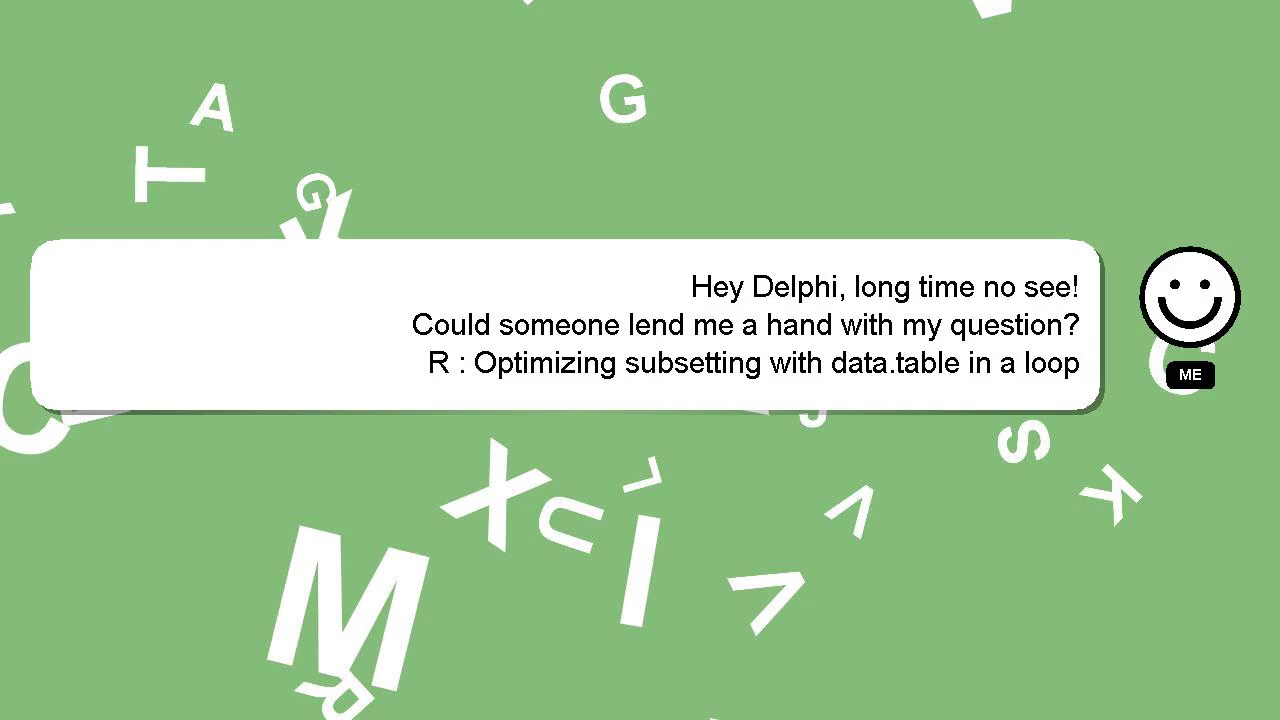 Hey Delphi, long time no see!
Could someone lend me a hand with my question?
R : Optimizing subsetting with data.table in a loop
ME
A
G
T
G
X
U
L
I
M
R
V
V
S
K
C